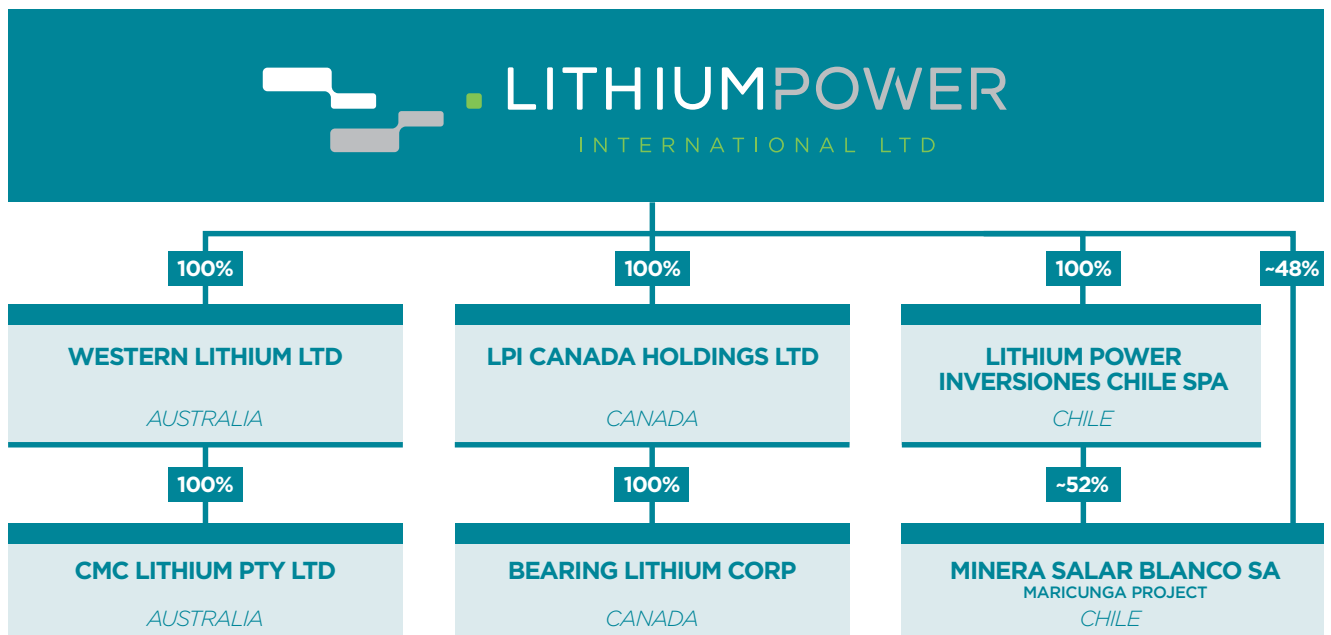 LITHIUMPOWER
INTERNATIONAL LTD
100%
100%
100%
~48%
WESTERN LITHIUM LTD
AUSTRALIA
LPI CANADA HOLDINGS LTD
CANADA
LITHIUM POWER
INVERSIONES CHILE SPA
CHILE
100%
100%
~52%
CMC LITHIUM PTY LTD
AUSTRALIA
BEARING LITHIUM CORP
CANADA
MINERA SALAR BLANCO SA
MARICUNGA PROJECT
CHILE